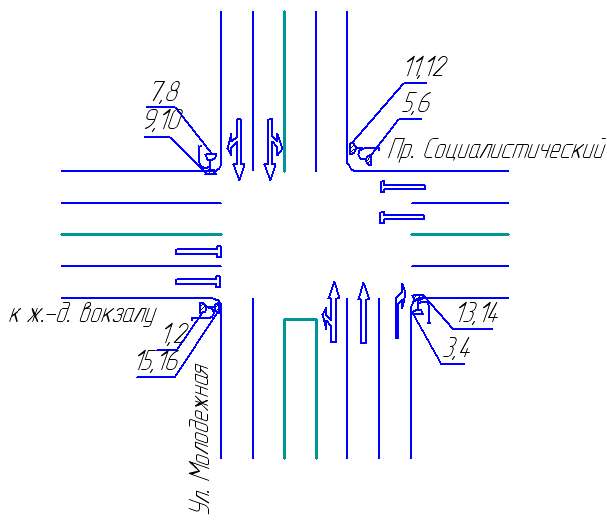 11,12
7,8
5,6
9,10
Пр. Социалистический
к ж.-д. вокзалу
1,2
15,16
13,14
3,4
Ул. Молодежная